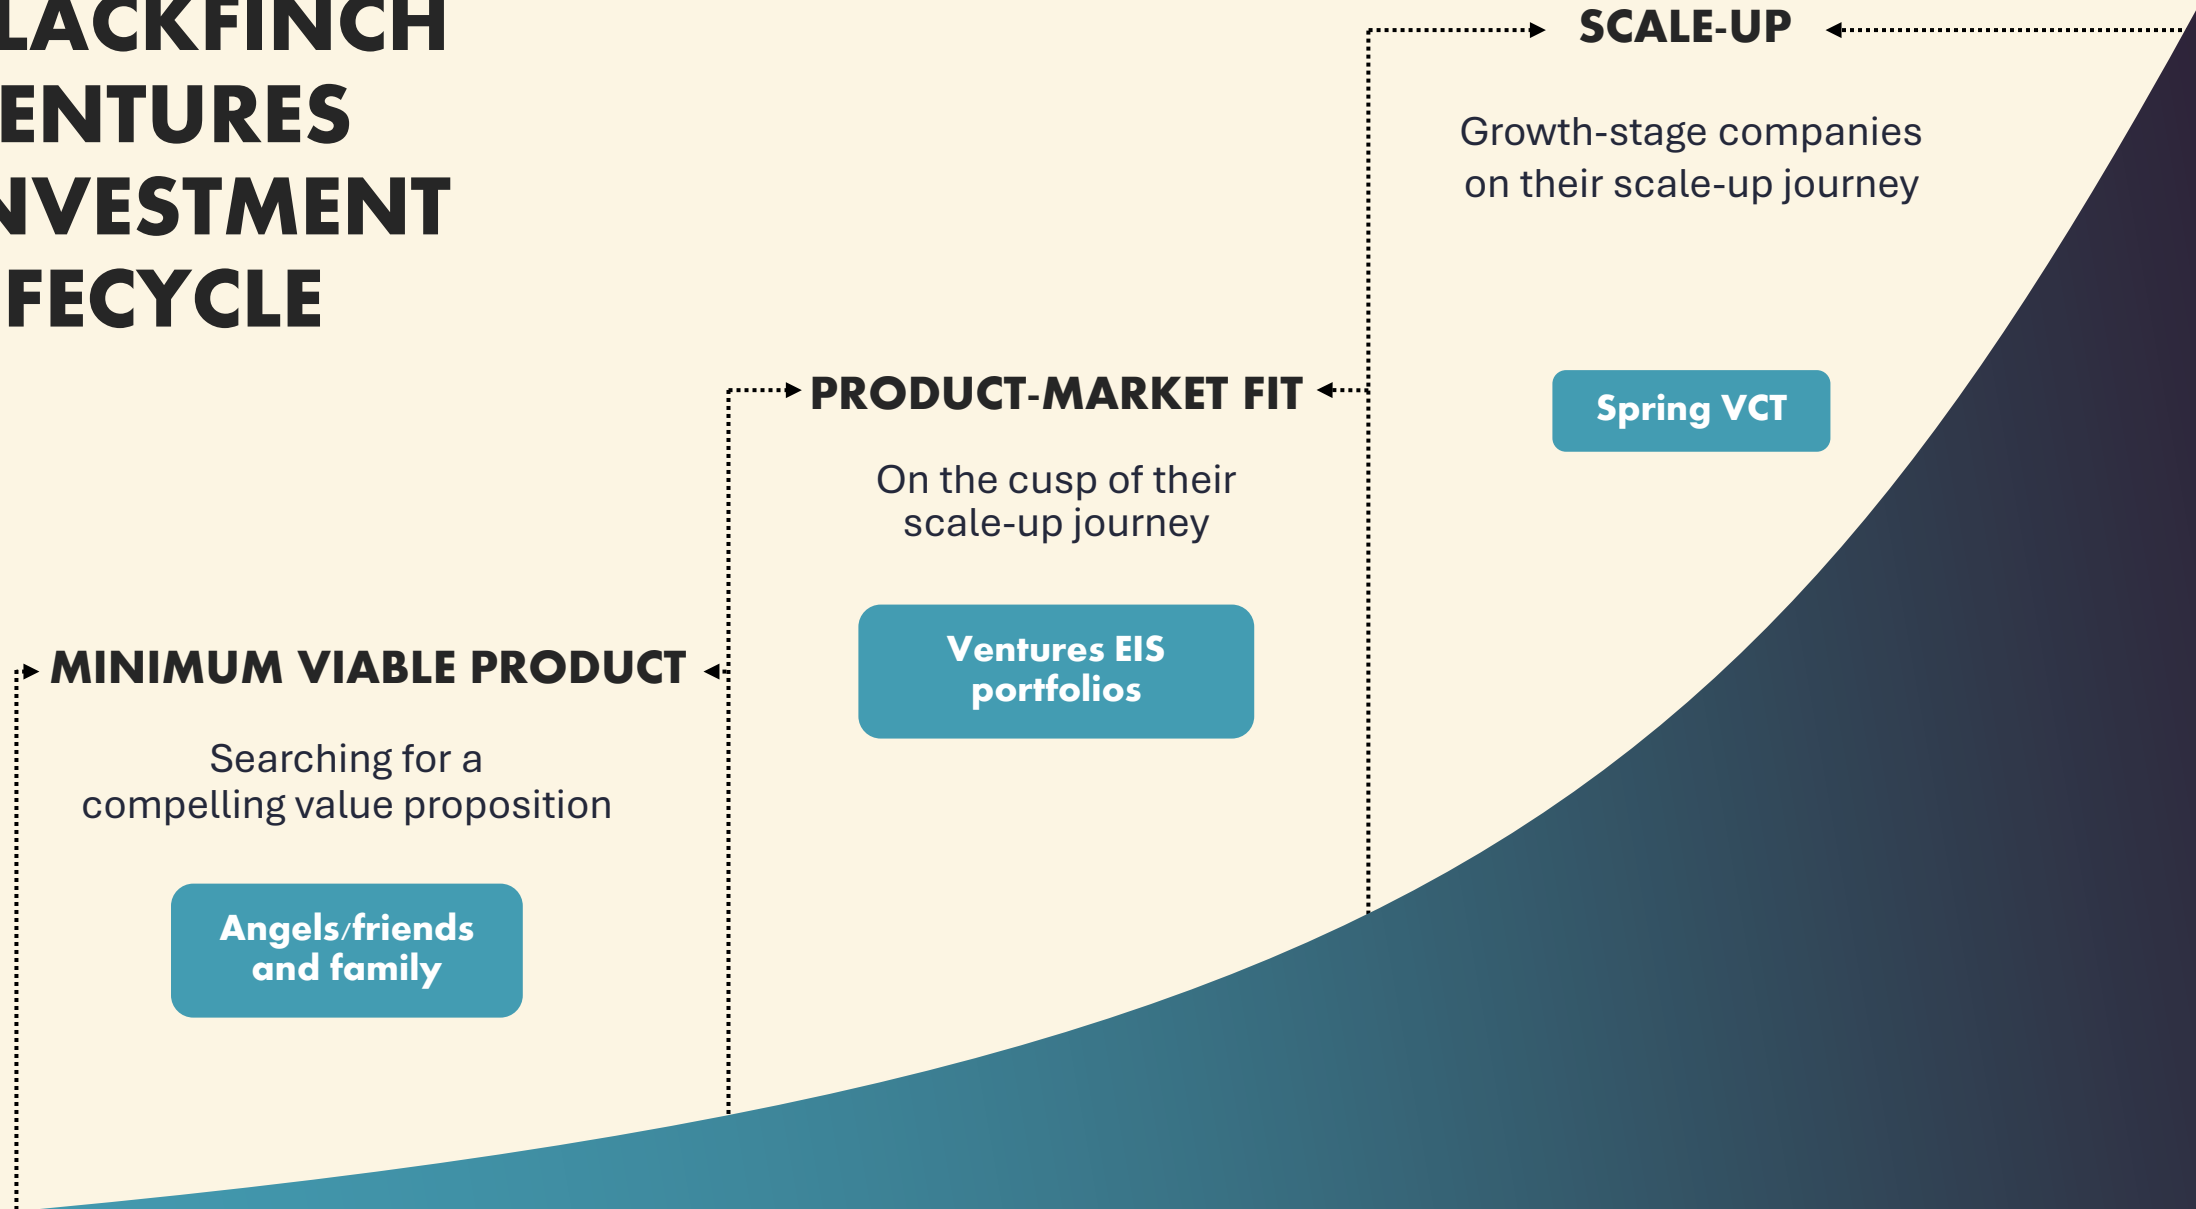 LACKFINCH
ENTURES
NVESTMENT
FECYCLE
SCALE-UP
Growth-stage companies
on their scale-up journey
Spring VCT
PRODUCT-MARKET FIT
On the cusp of their
scale-up journey
Ventures EIS
portfolios
MINIMUM VIABLE PRODUCT
Searching for a
compelling value proposition
Angels/friends
and family